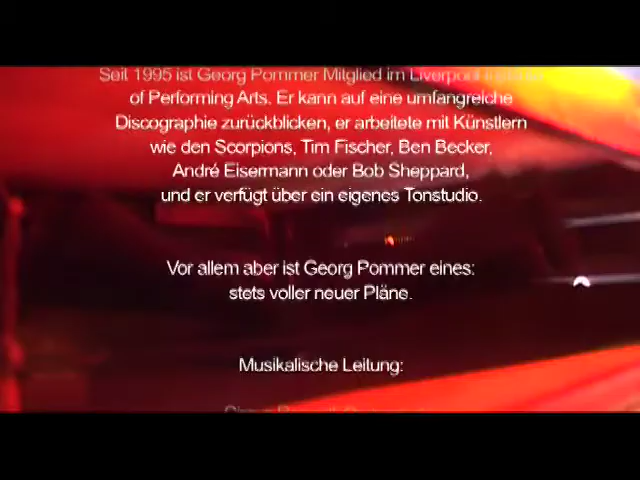 Seit 1995 ist Georg Pommer Mitglied im Liverpool
of Performing Arts. Er kann auf eine umfangreiche
Discographie zurückblicken, er arbeitete mit Künstlern
wie den Scorpions, Tim Fischer, Ben Becker,
André Eisermann oder Bob Sheppard,
und er verfügt über ein eigenes Tonstudio.
Vor allem aber ist Georg Pommer eines:
stets voller neuer Pläne.
Musikalische Leitung: